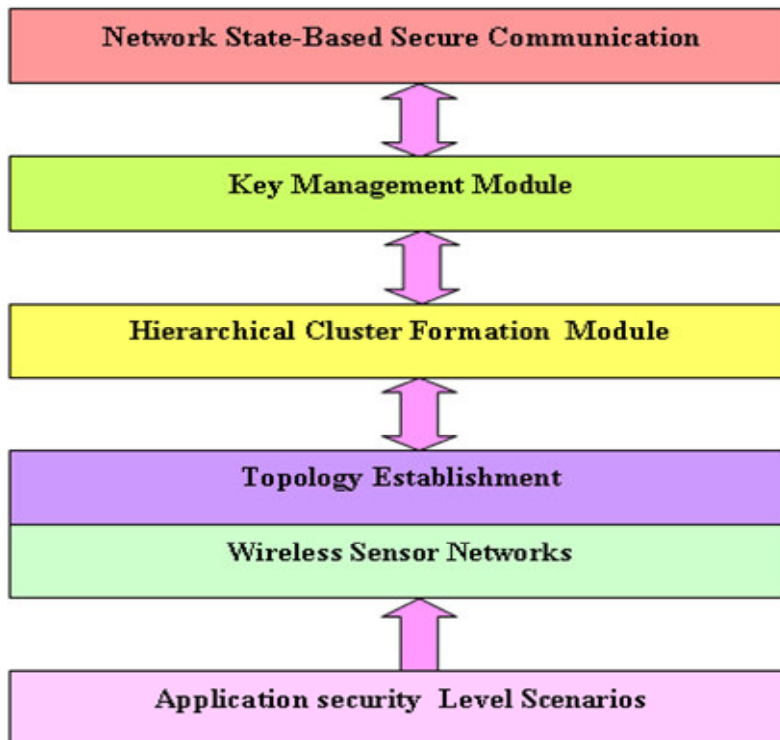 Network State-Based Secure Communication
Key Management Module
Hierarchical Cluster Formation Module
Topology Establishment
Wireless Sensor Networks
Application security Level Scenarios